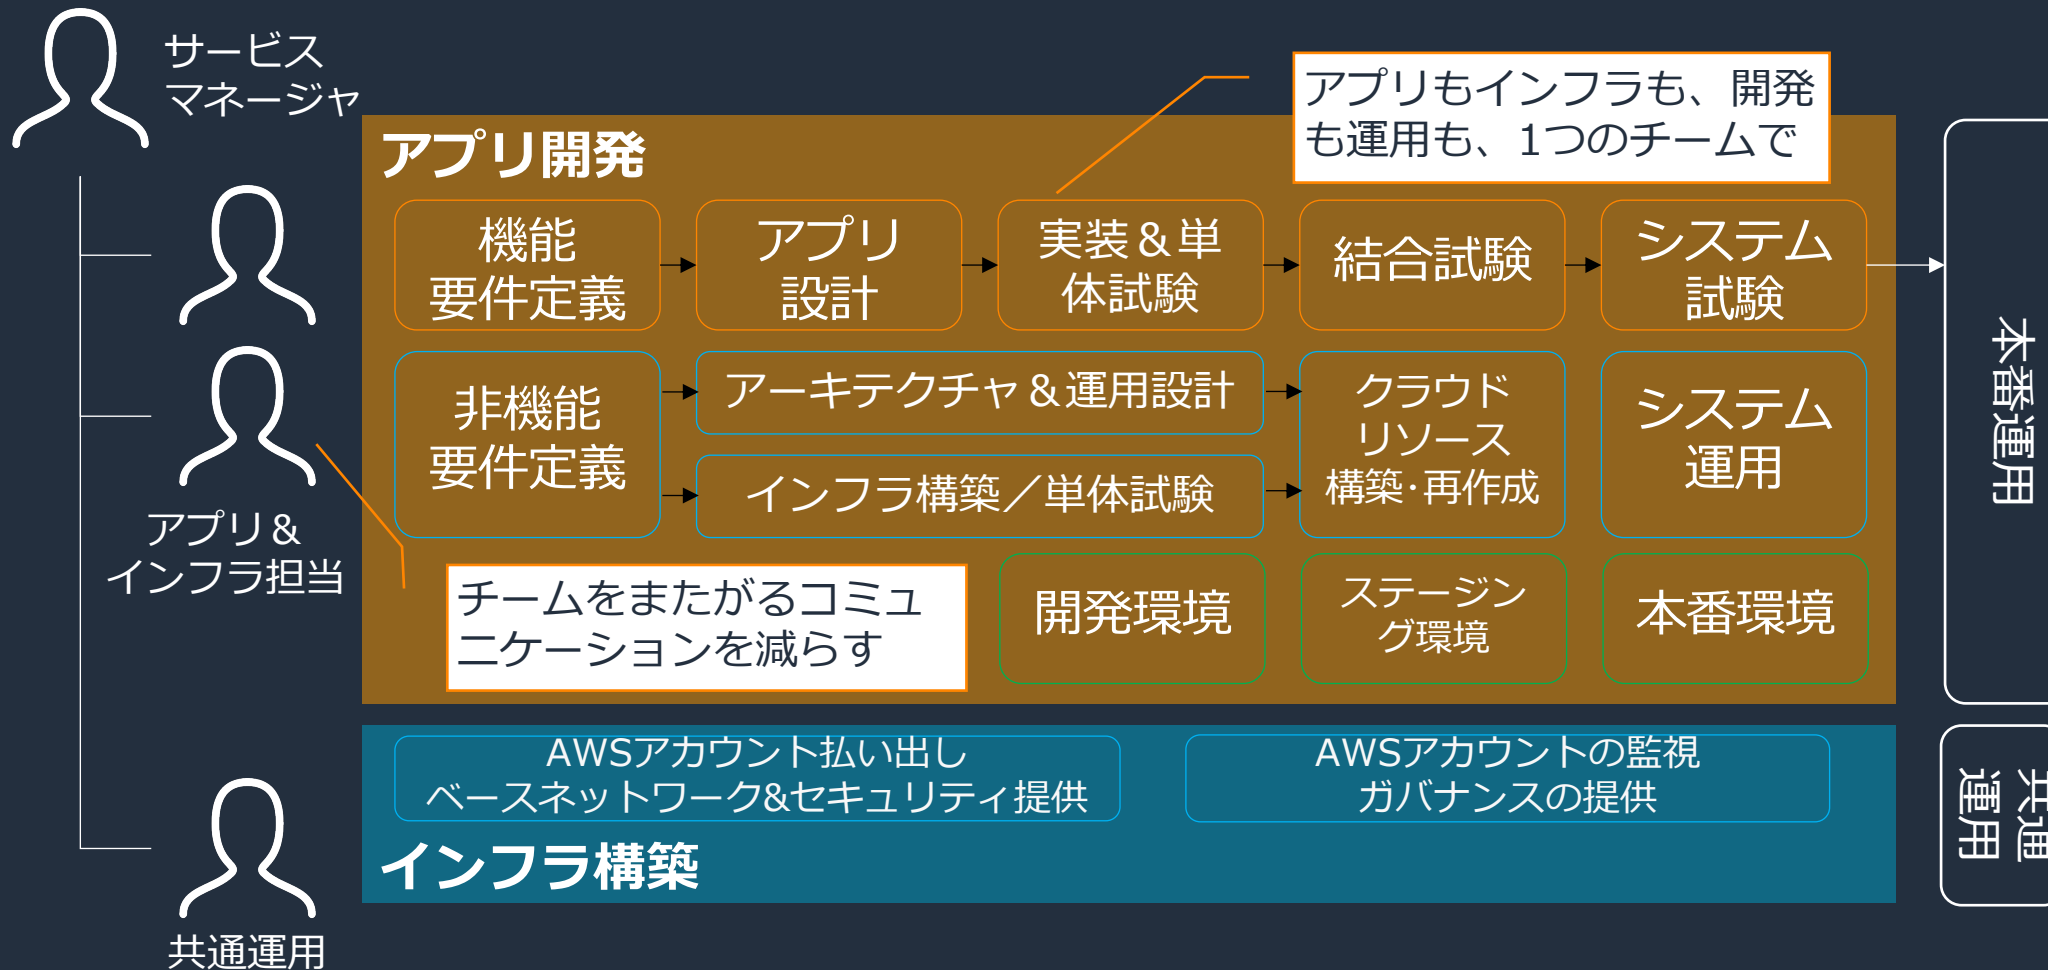 サービス
マネージャ
アプリもインフラも、開発
も運用も、1つのチームで
アプリ開発
機能
要件定義
アプリ
設計
実装＆単
体試験
結合試験
システム
試験
非機能
要件定義
アーキテクチャ＆運用設計
インフラ構築／単体試験
クラウド
リソース
構築･再作成
システム
運用
本番運用
アプリ＆
インフラ担当
チームをまたがるコミュ
ニケーションを減らす
開発環境
ステージン
グ環境
本番環境
AWSアカウント払い出し
ベースネットワーク&セキュリティ提供
AWSアカウントの監視
ガバナンスの提供
インフラ構築
共通
運用
共通運用